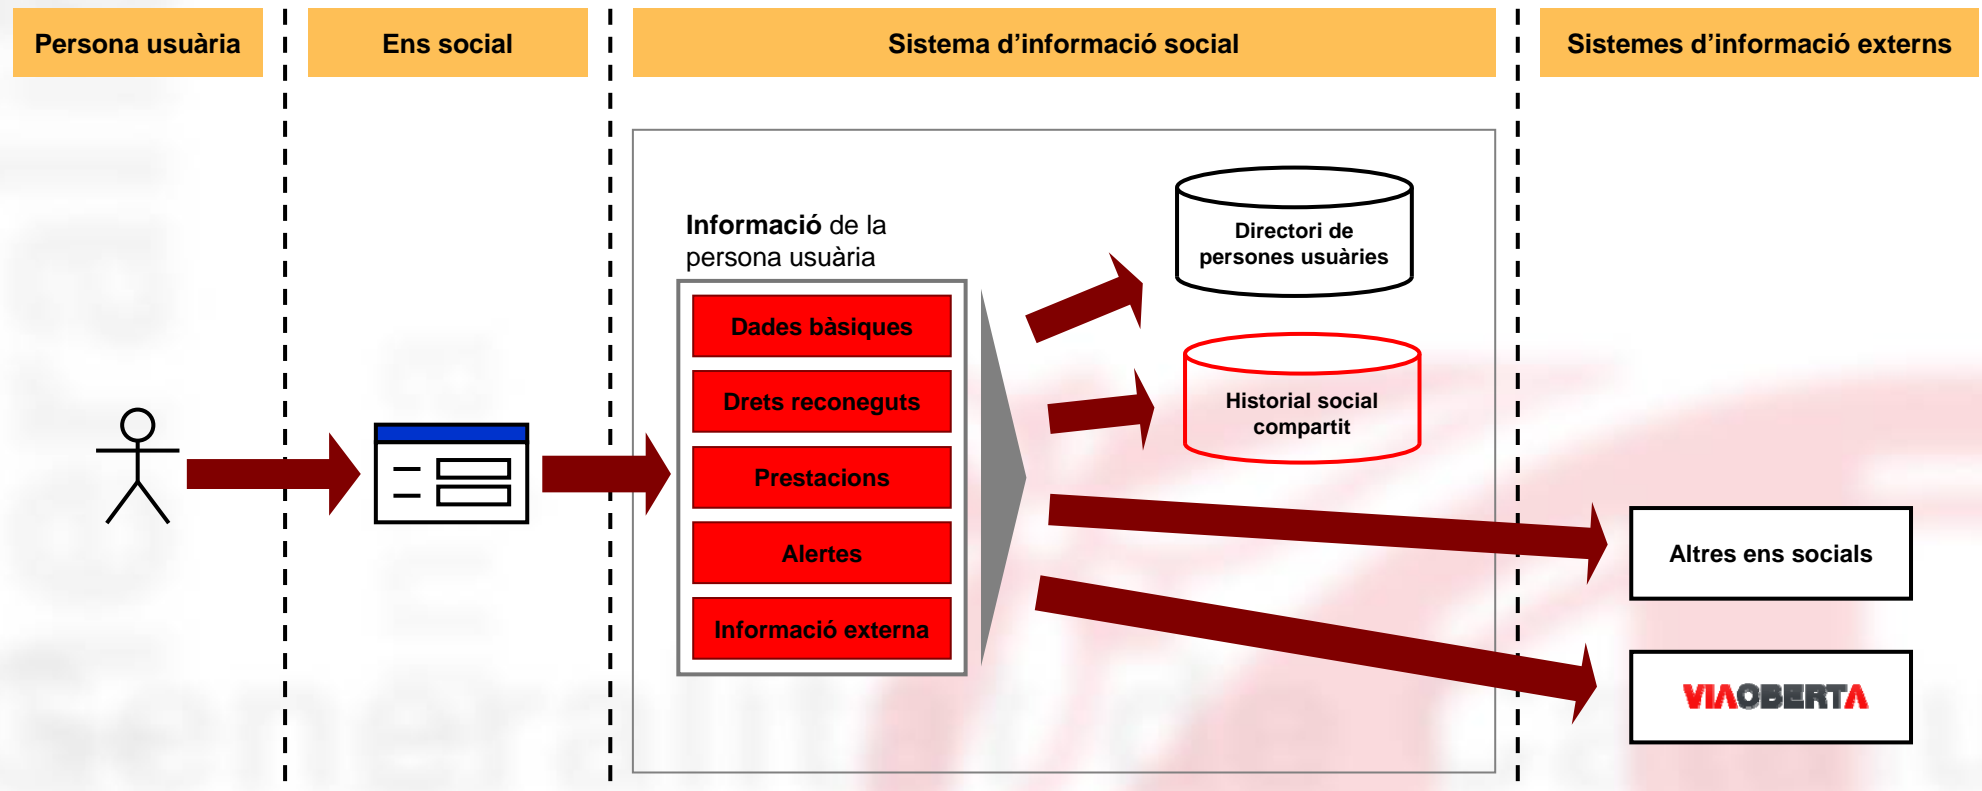 Persona usuària
Ens social
Sistema d’informació social
Sistemes d’informació externs
Informació de la
persona usuària
Dades bàsiques
Drets reconeguts
Prestacions
Alertes
Informació externa
Directori de
persones usuàries
Historial social
compartit
Altres ens socials
VIAOBERTA